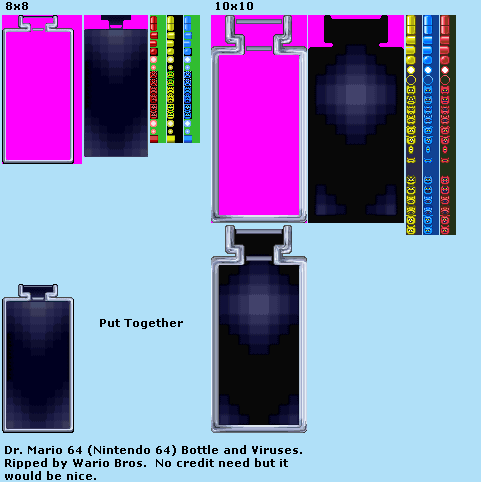 8x8
10x10
Put Together
Dr. Mario 64 (Nintendo 64) Bottle and Viruses.
Ripped by Wario Bros.  No credit need but it
would be nice.